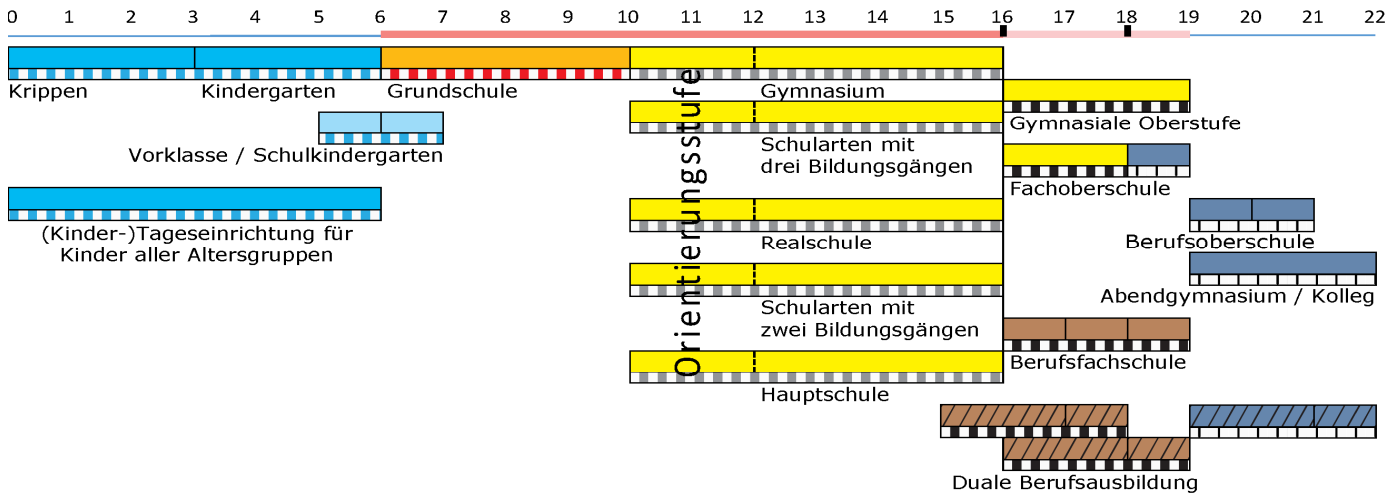 0 1 2 3 4 5 6 7 8 9 10 11 12 13 14 15 16 17 18 19 20 21 22
Krippen
Kindergarten
Grundschule
Gymnasium
Gymnasiale Oberstufe
Orientierungsstufe
Vorklasse / Schulkindergarten
Schularten mit
drei Bildungsgängen
Fachoberschule
(Kinder-)Tageseinrichtung für
Kinder aller Altersgruppen
Realschule
Berufsoberschule
Abendgymnasium / Kolleg
Schularten mit
zwei Bildungsgängen
Berufsfachschule
Hauptschule
Duale Berufsausbildung